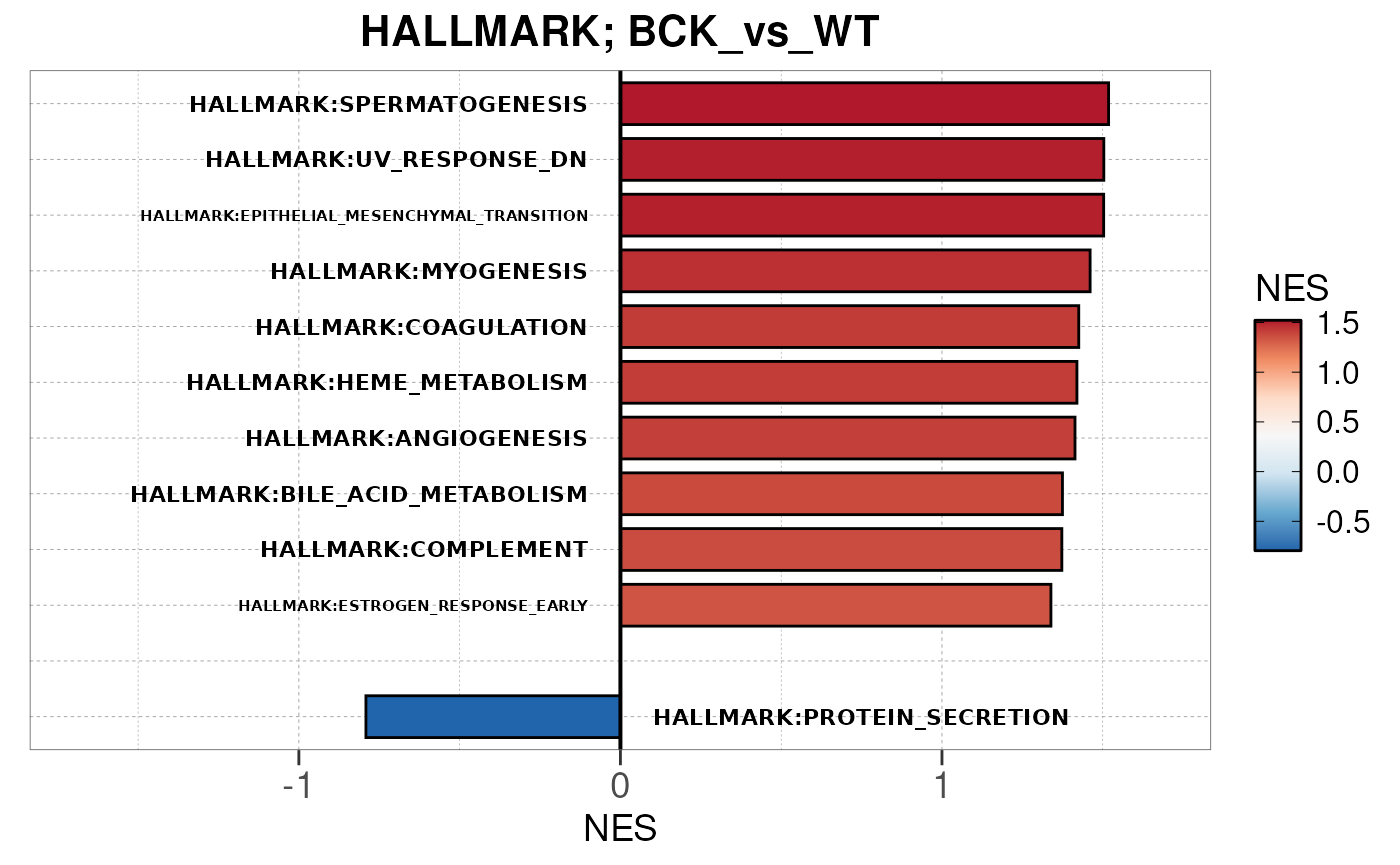 HALLMARK; BCK_vs_WT
HALLMARK:SPERMATOGENESIS
HALLMARK:UV_RESPONSE_DN
HALLMARK:EPITHELIAL_MESENCHYMAL_TRANSITION
HALLMARK:MYOGENESIS
HALLMARK:COAGULATION
HALLMARK:HEME_METABOLISM
HALLMARK:ANGIOGENESIS
HALLMARK:BILE_ACID_METABOLISM
HALLMARK:COMPLEMENT
HALLMARK:ESTROGEN_RESPONSE_EARLY
HALLMARK:PROTEIN_SECRETION
-1 0 1
NES
NES
1.5
1.0
0.5
0.0
-0.5